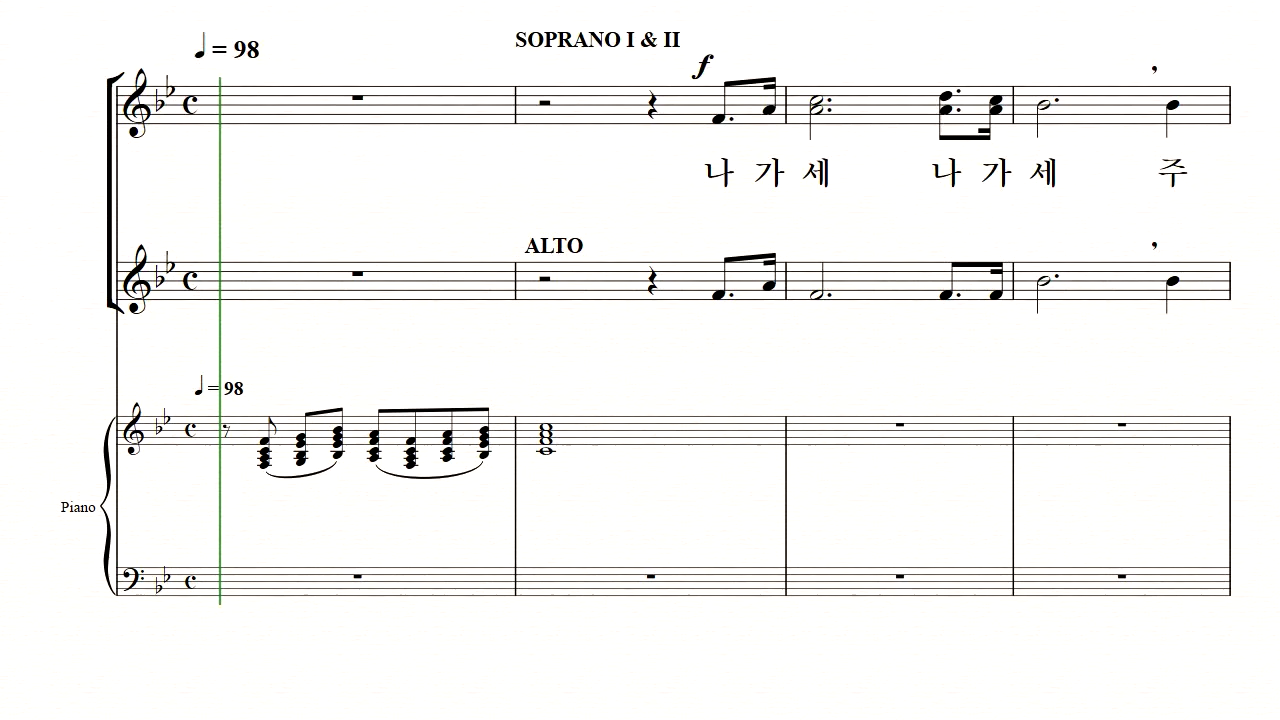 SOPRANO I & II
♩ = 98
f
나 가 세 나 가 세 주
ALTO
♩ = 98
Piano